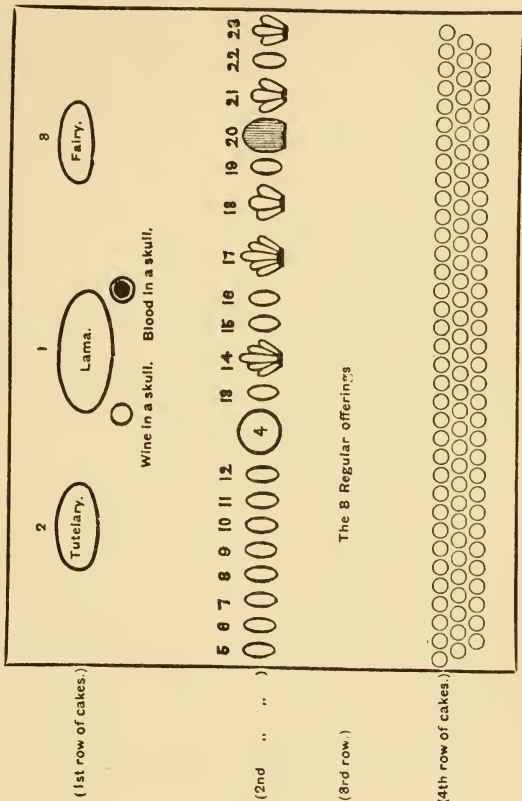 2 1 3
(1st row of cakes.) Tutelary. Lama. Fairy.
Wine in a skull. Blood in a skull.
5 6 7 8 9 10 11 12 13 14 15 16 17 18 19 20 21 22 23
(2nd " " ) 4
(3rd row.) The 8 Regular offerings
(4th row of cakes.)